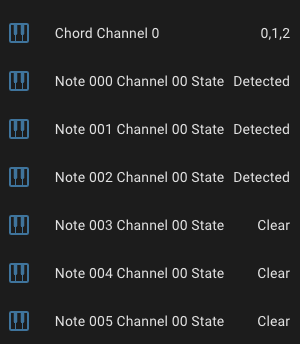 Chord Channel 0 0,1,2
Note 000 Channel 00 State Detected
Note 001 Channel 00 State Detected
Note 002 Channel 00 State Detected
Note 003 Channel 00 State Clear
Note 004 Channel 00 State Clear
Note 005 Channel 00 State Clear